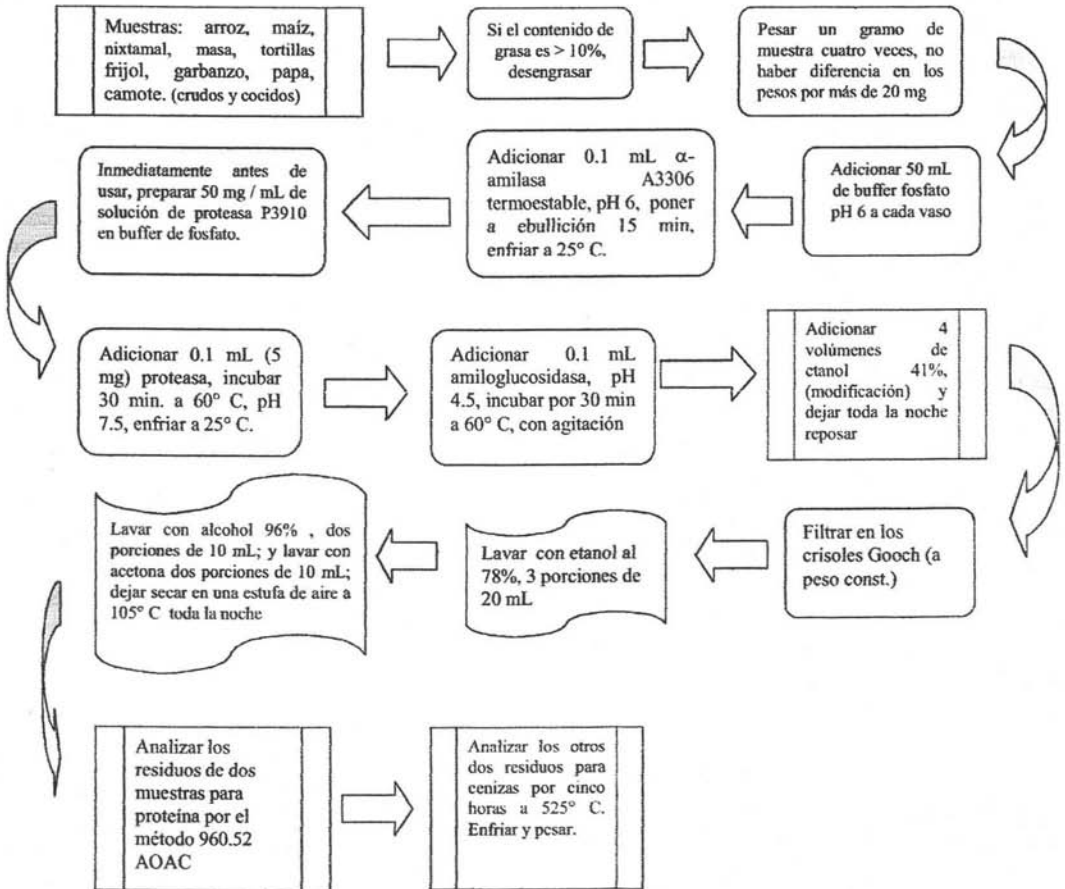 Muestras: arroz, maíz,
nixtamal, masa, tortillas
frijol, garbanzo, papa,
camote. (crudos y cocidos)
Si el contenido de
grasa es > 10%,
desengrasar
Pesar un gramo de
muestra cuatro veces, no
haber diferencia en los
pesos por más de 20 mg
Adicionar 50 mL
de buffer fosfato
pH 6 a cada vaso
Adicionar 0.1 mL α-
amilasa A3306
termoestable, pH 6, poner
a ebullición 15 min,
enfriar a 25° C.
Inmediatamente antes de
usar, preparar 50 mg / mL de
solución de proteasa P3910
en buffer de fosfato.
Adicionar 0.1 mL (5
mg) proteasa, incubar
30 min. a 60° C, pH
7.5, enfriar a 25° C.
Adicionar 0.1 mL
amiloglucosidasa, pH
4.5, incubar por 30 min
a 60° C, con agitación
Adicionar 4
volúmenes de
etanol 41%,
(modificación) y
dejar toda la noche
reposar
Filtrar en los
crisoles Gooch (a
peso const.)
Lavar con etanol al
78%, 3 porciones de
20 mL
Lavar con alcohol 96% , dos
porciones de 10 mL; y lavar con
acetona dos porciones de 10 mL;
dejar secar en una estufa de aire a
105° C toda la noche
Analizar los
residuos de dos
muestras para
proteína por el
método 960.52
AOAC
Analizar los otros
dos residuos para
cenizas por cinco
horas a 525° C.
Enfriar y pesar.